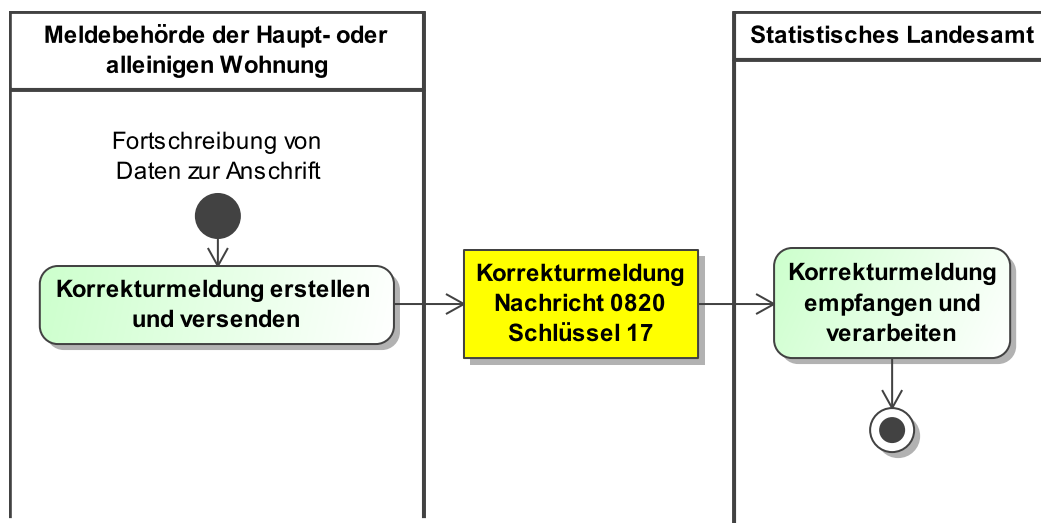 Meldebehörde der Haupt- oder
alleinigen Wohnung
Statistisches Landesamt
Fortschreibung von
Daten zur Anschrift
Korrekturmeldung erstellen
und versenden
Korrekturmeldung
Nachricht 0820
Schlüssel 17
Korrekturmeldung
empfangen und
verarbeiten